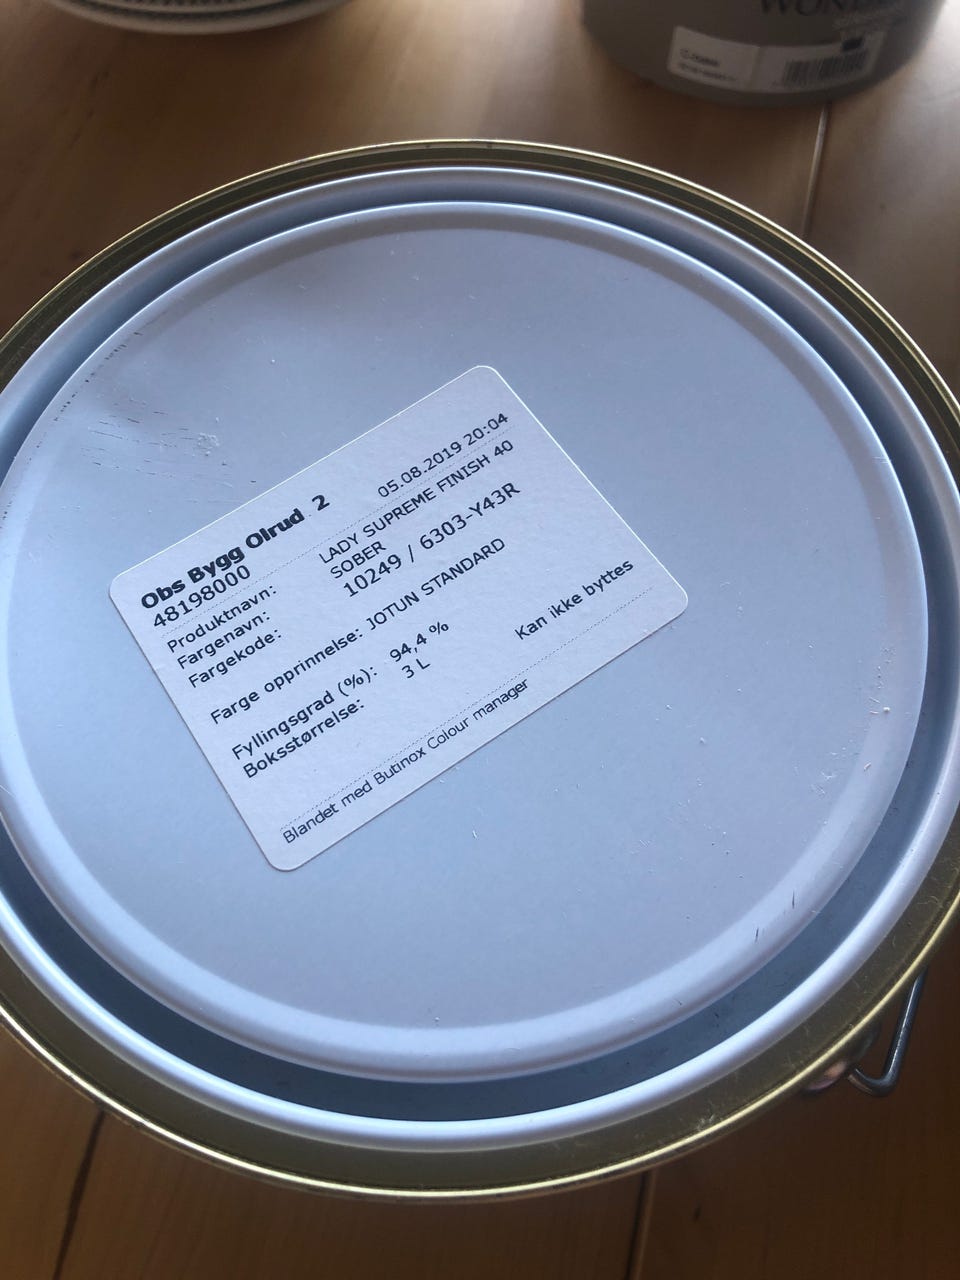 WONDE
Obs Bygg Olrud 2 05.08.2019 20:04
48198000
Produktnavn: LADY SUPREME FINISH 40
Fargenavn: SOBER
Fargekode: 10249 / 6303-Y43R
Farge opprinnelse: JOTUN STANDARD
Fyllingsgrad (%): 94,4 %
Boksstørrelse: 3 L
Kan ikke byttes
Blandet med Butinox Colour manager